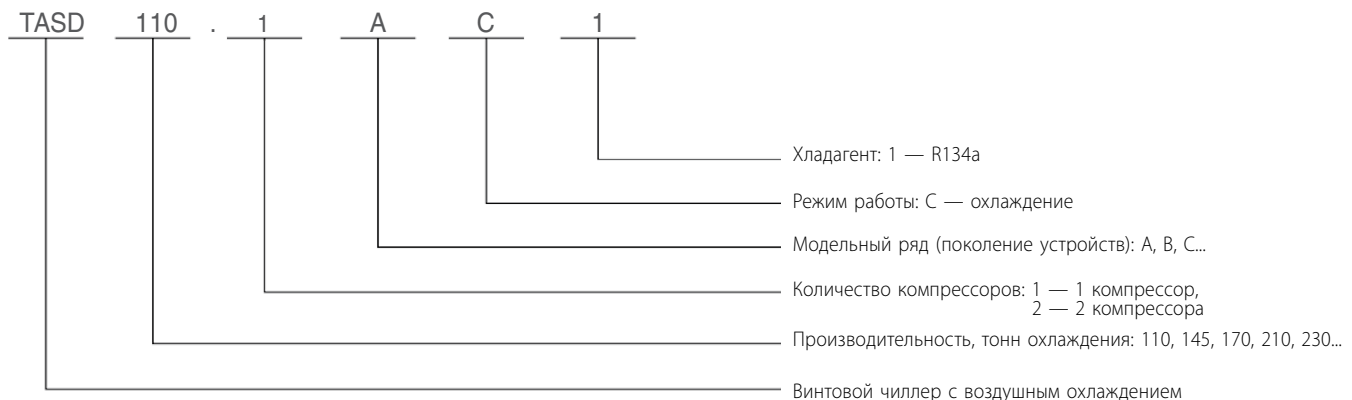 TASD 110 . 1 A C 1
Хладагент: 1 — R134a
Режим работы: C — охлаждение
Модельный ряд (поколение устройств): A, B, C...
Количество компрессоров: 1 — 1 компрессор,
2 — 2 компрессора
Производительность, тонн охлаждения: 110, 145, 170, 210, 230...
Винтовой чиллер с воздушным охлаждением